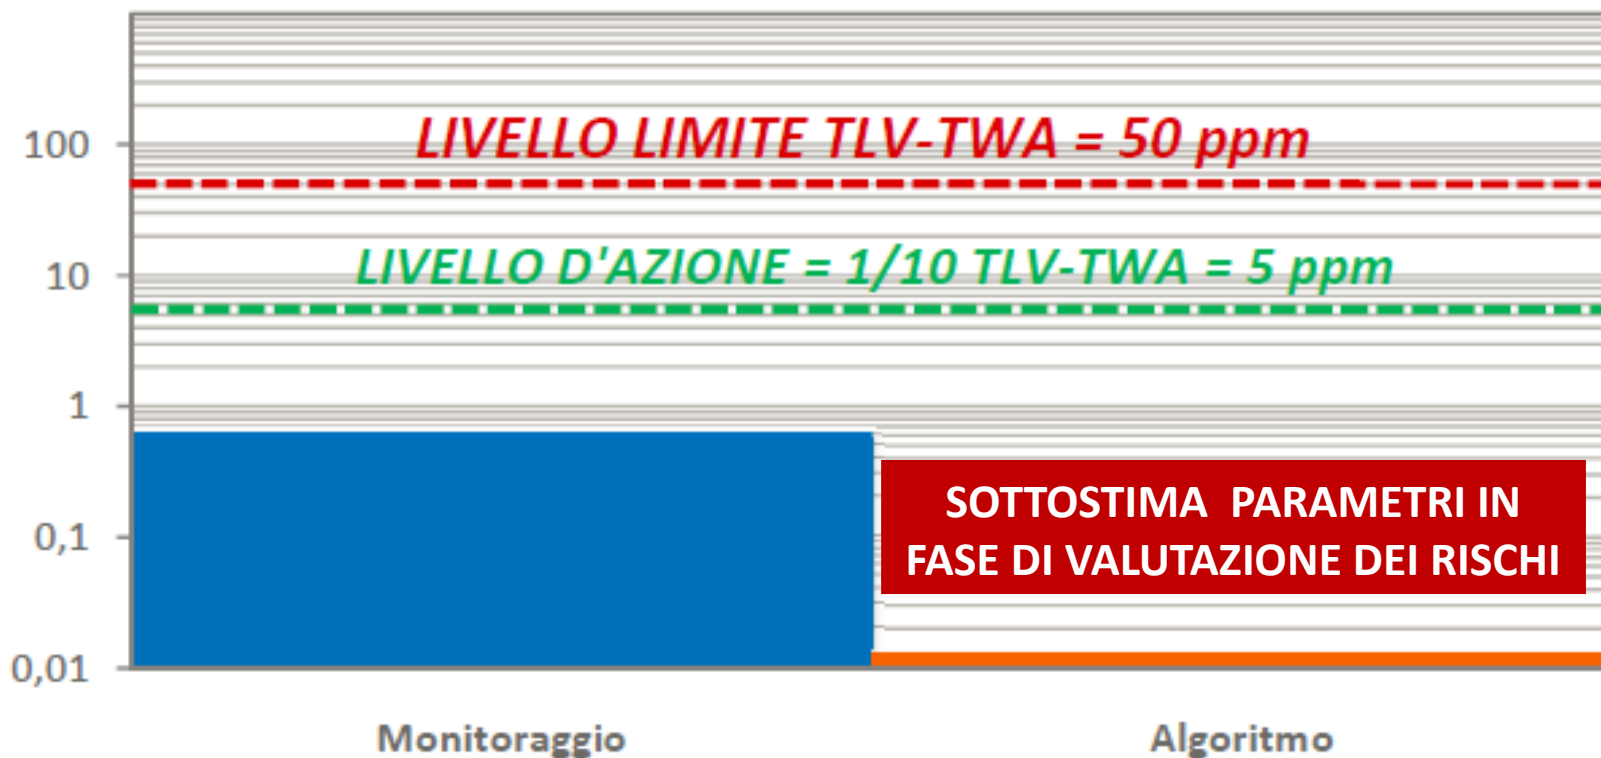 100
LIVELLO LIMITE TLV-TWA = 50 ppm
10
LIVELLO D'AZIONE = 1/10 TLV-TWA = 5 ppm
1
0,1
SOTTOSTIMA PARAMETRI IN
FASE DI VALUTAZIONE DEI RISCHI
0,01
Monitoraggio
Algoritmo